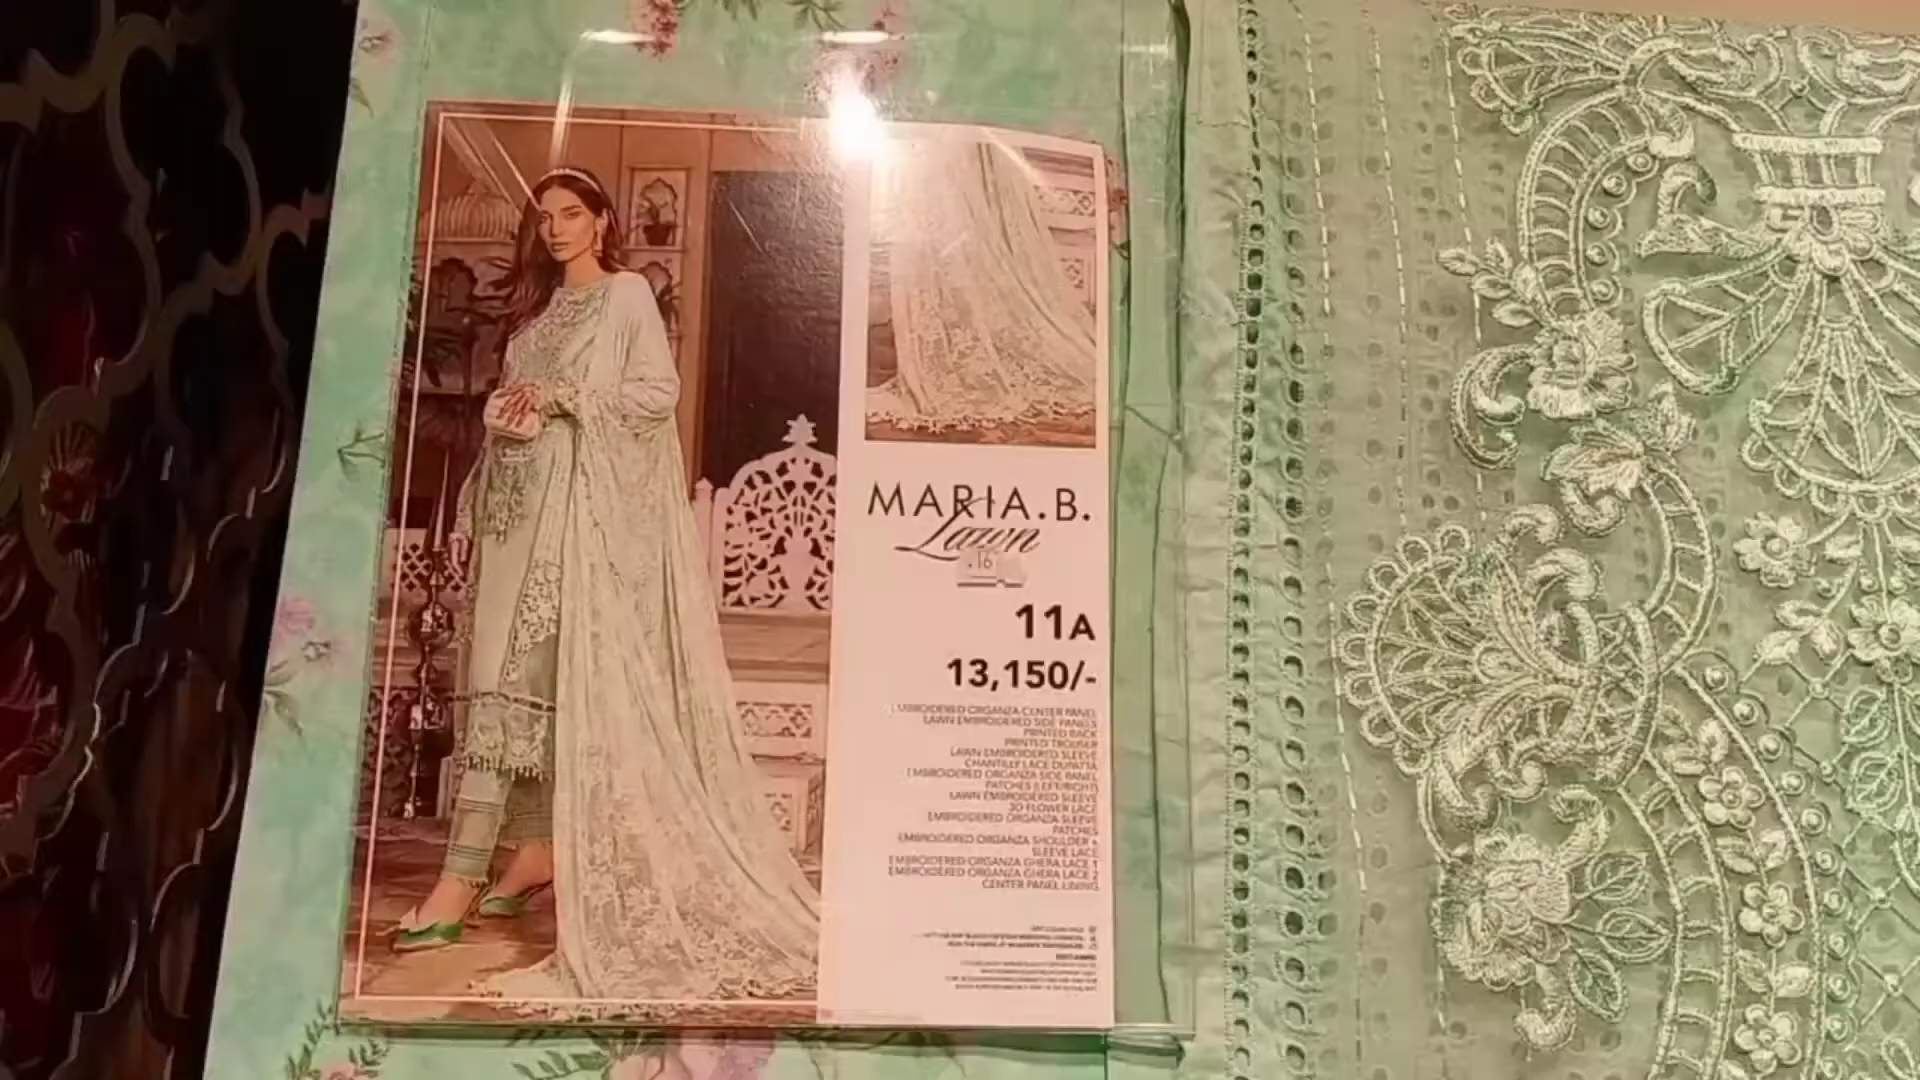 MARIA.B.
Lawn
16
11A
13,150/-
EMBROIDERED ORGANZA CENTER PANEL
LAWN EMBROIDERED SIDE PANELS
PRINTED BACK
PRINTED TROUSER
LAWN EMBROIDERED SLEEVE
CHANTILLY LACE DUPATTA
EMBROIDERED ORGANZA SIDE PANEL
PATCHES (LEFT/RIGHT)
LAWN EMBROIDERED SLEEVE
3D FLOWER LACE
EMBROIDERED ORGANZA SLEEVE
PATCHES
EMBROIDERED ORGANZA SHOULDER +
SLEEVE LACE
EMBROIDERED ORGANZA GHERA LACE 1
EMBROIDERED ORGANZA GHERA LACE 2
CENTER PANEL LINING